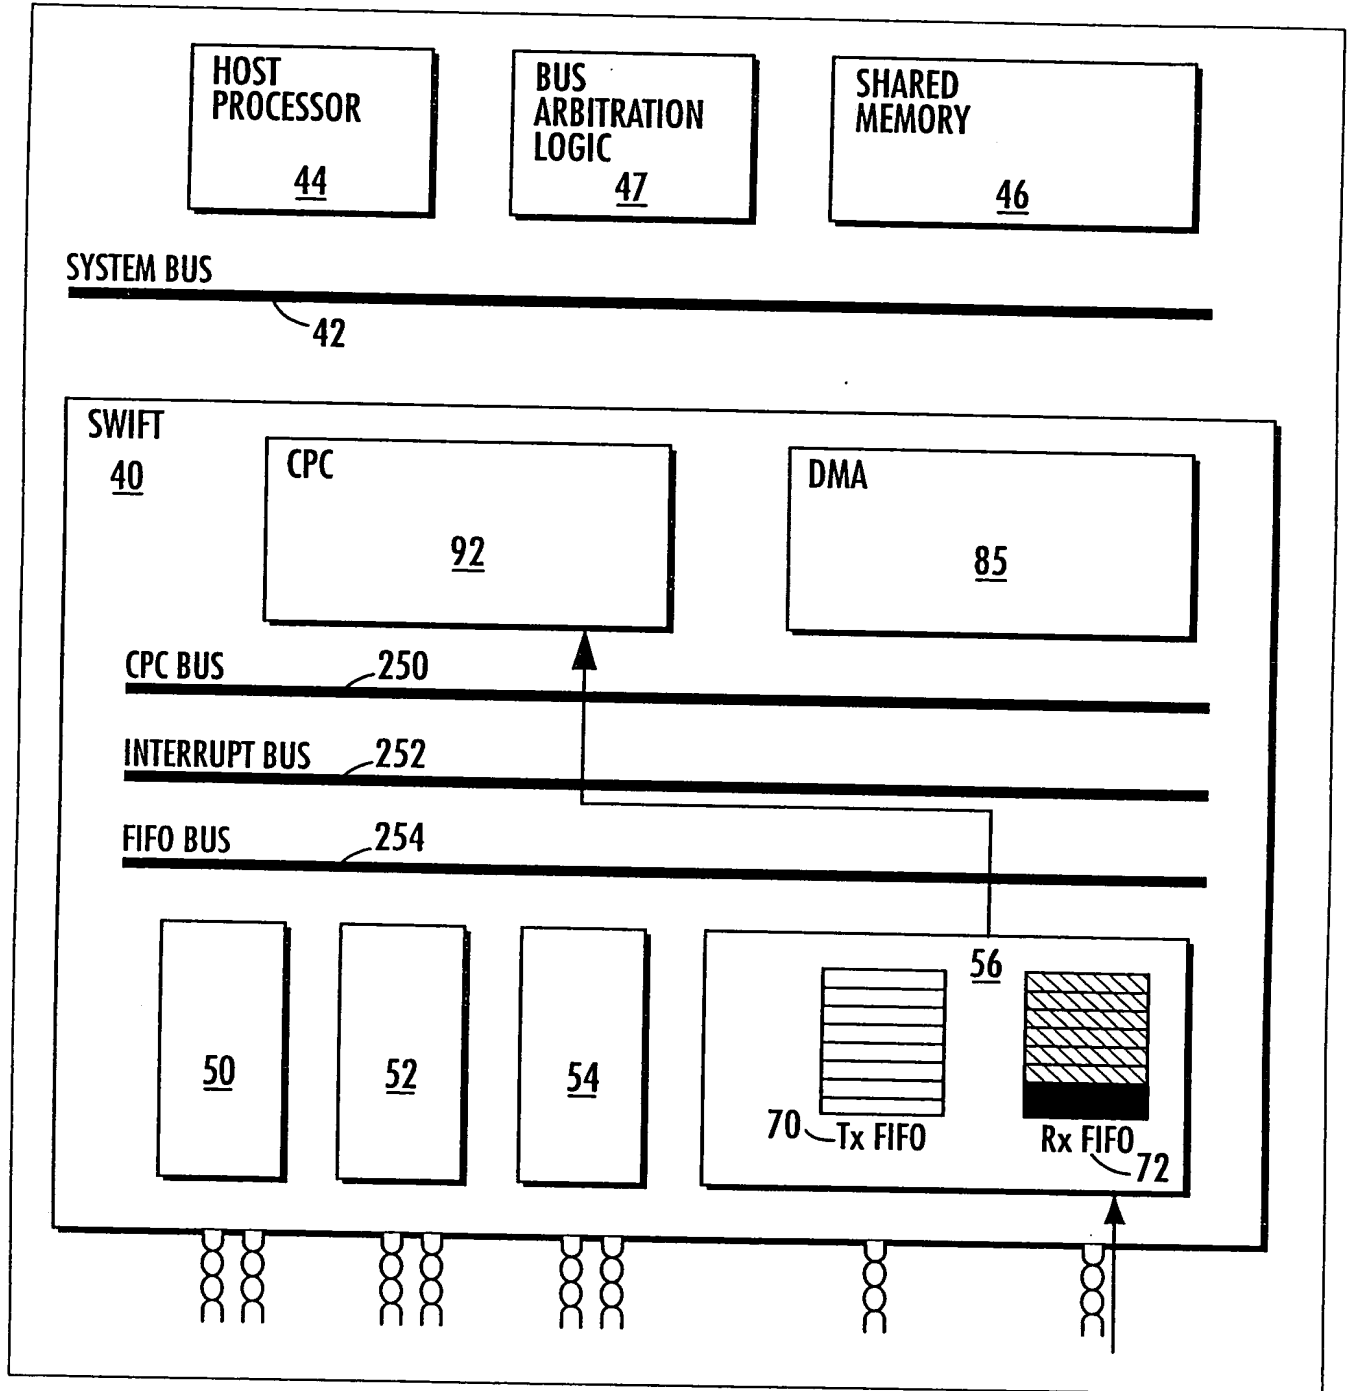 HOST
PROCESSOR
44
BUS
ARBITRATION
LOGIC
47
SHARED
MEMORY
46
SYSTEM BUS
42
SWIFT
40
CPC
92
DMA
85
CPC BUS
250
INTERRUPT BUS
252
FIFO BUS
254
50
52
54
56
70
Tx FIFO
Rx FIFO
72